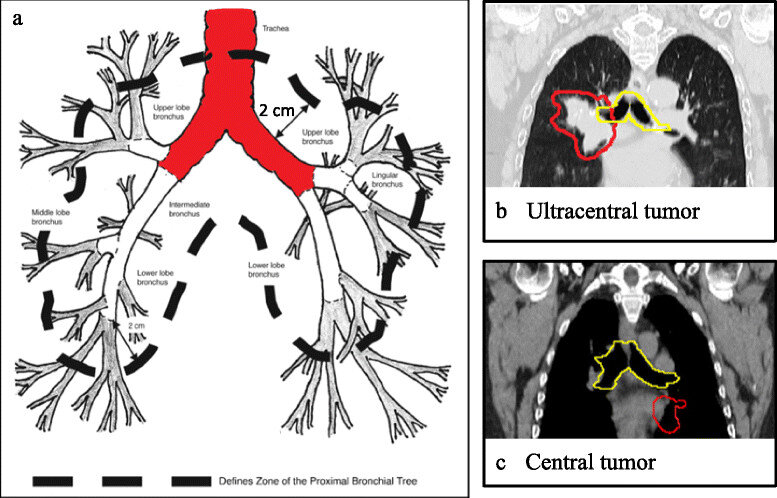 a
Trachea
2 cm
Upper lobe
bronchus
Upper lobe
bronchus
Lingular
bronchus
Intermediate
bronchus
Middle lobe
bronchus
Lower lobe
bronchus
Lower lobe
bronchus
2 cm
Defines Zone of the Proximal Bronchial Tree
b Ultracentral tumor
c Central tumor